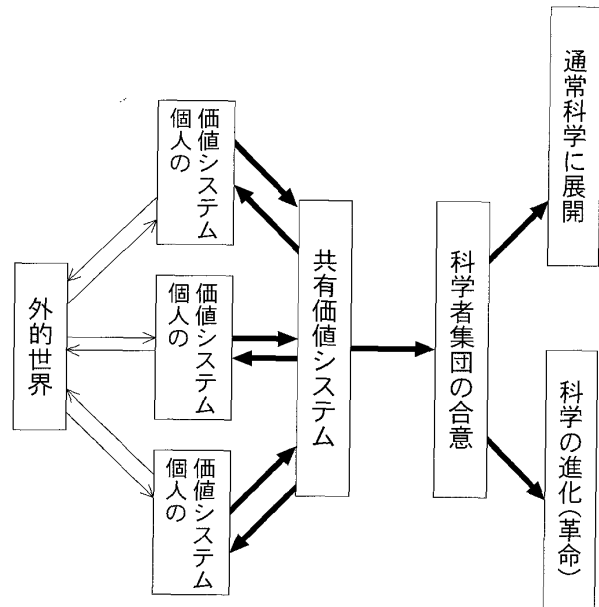 外的世界
個人の
価値システム
個人の
価値システム
個人の
価値システム
共有価値システム
科学者集団の合意
通常科学に展開
科学の進化(革命)